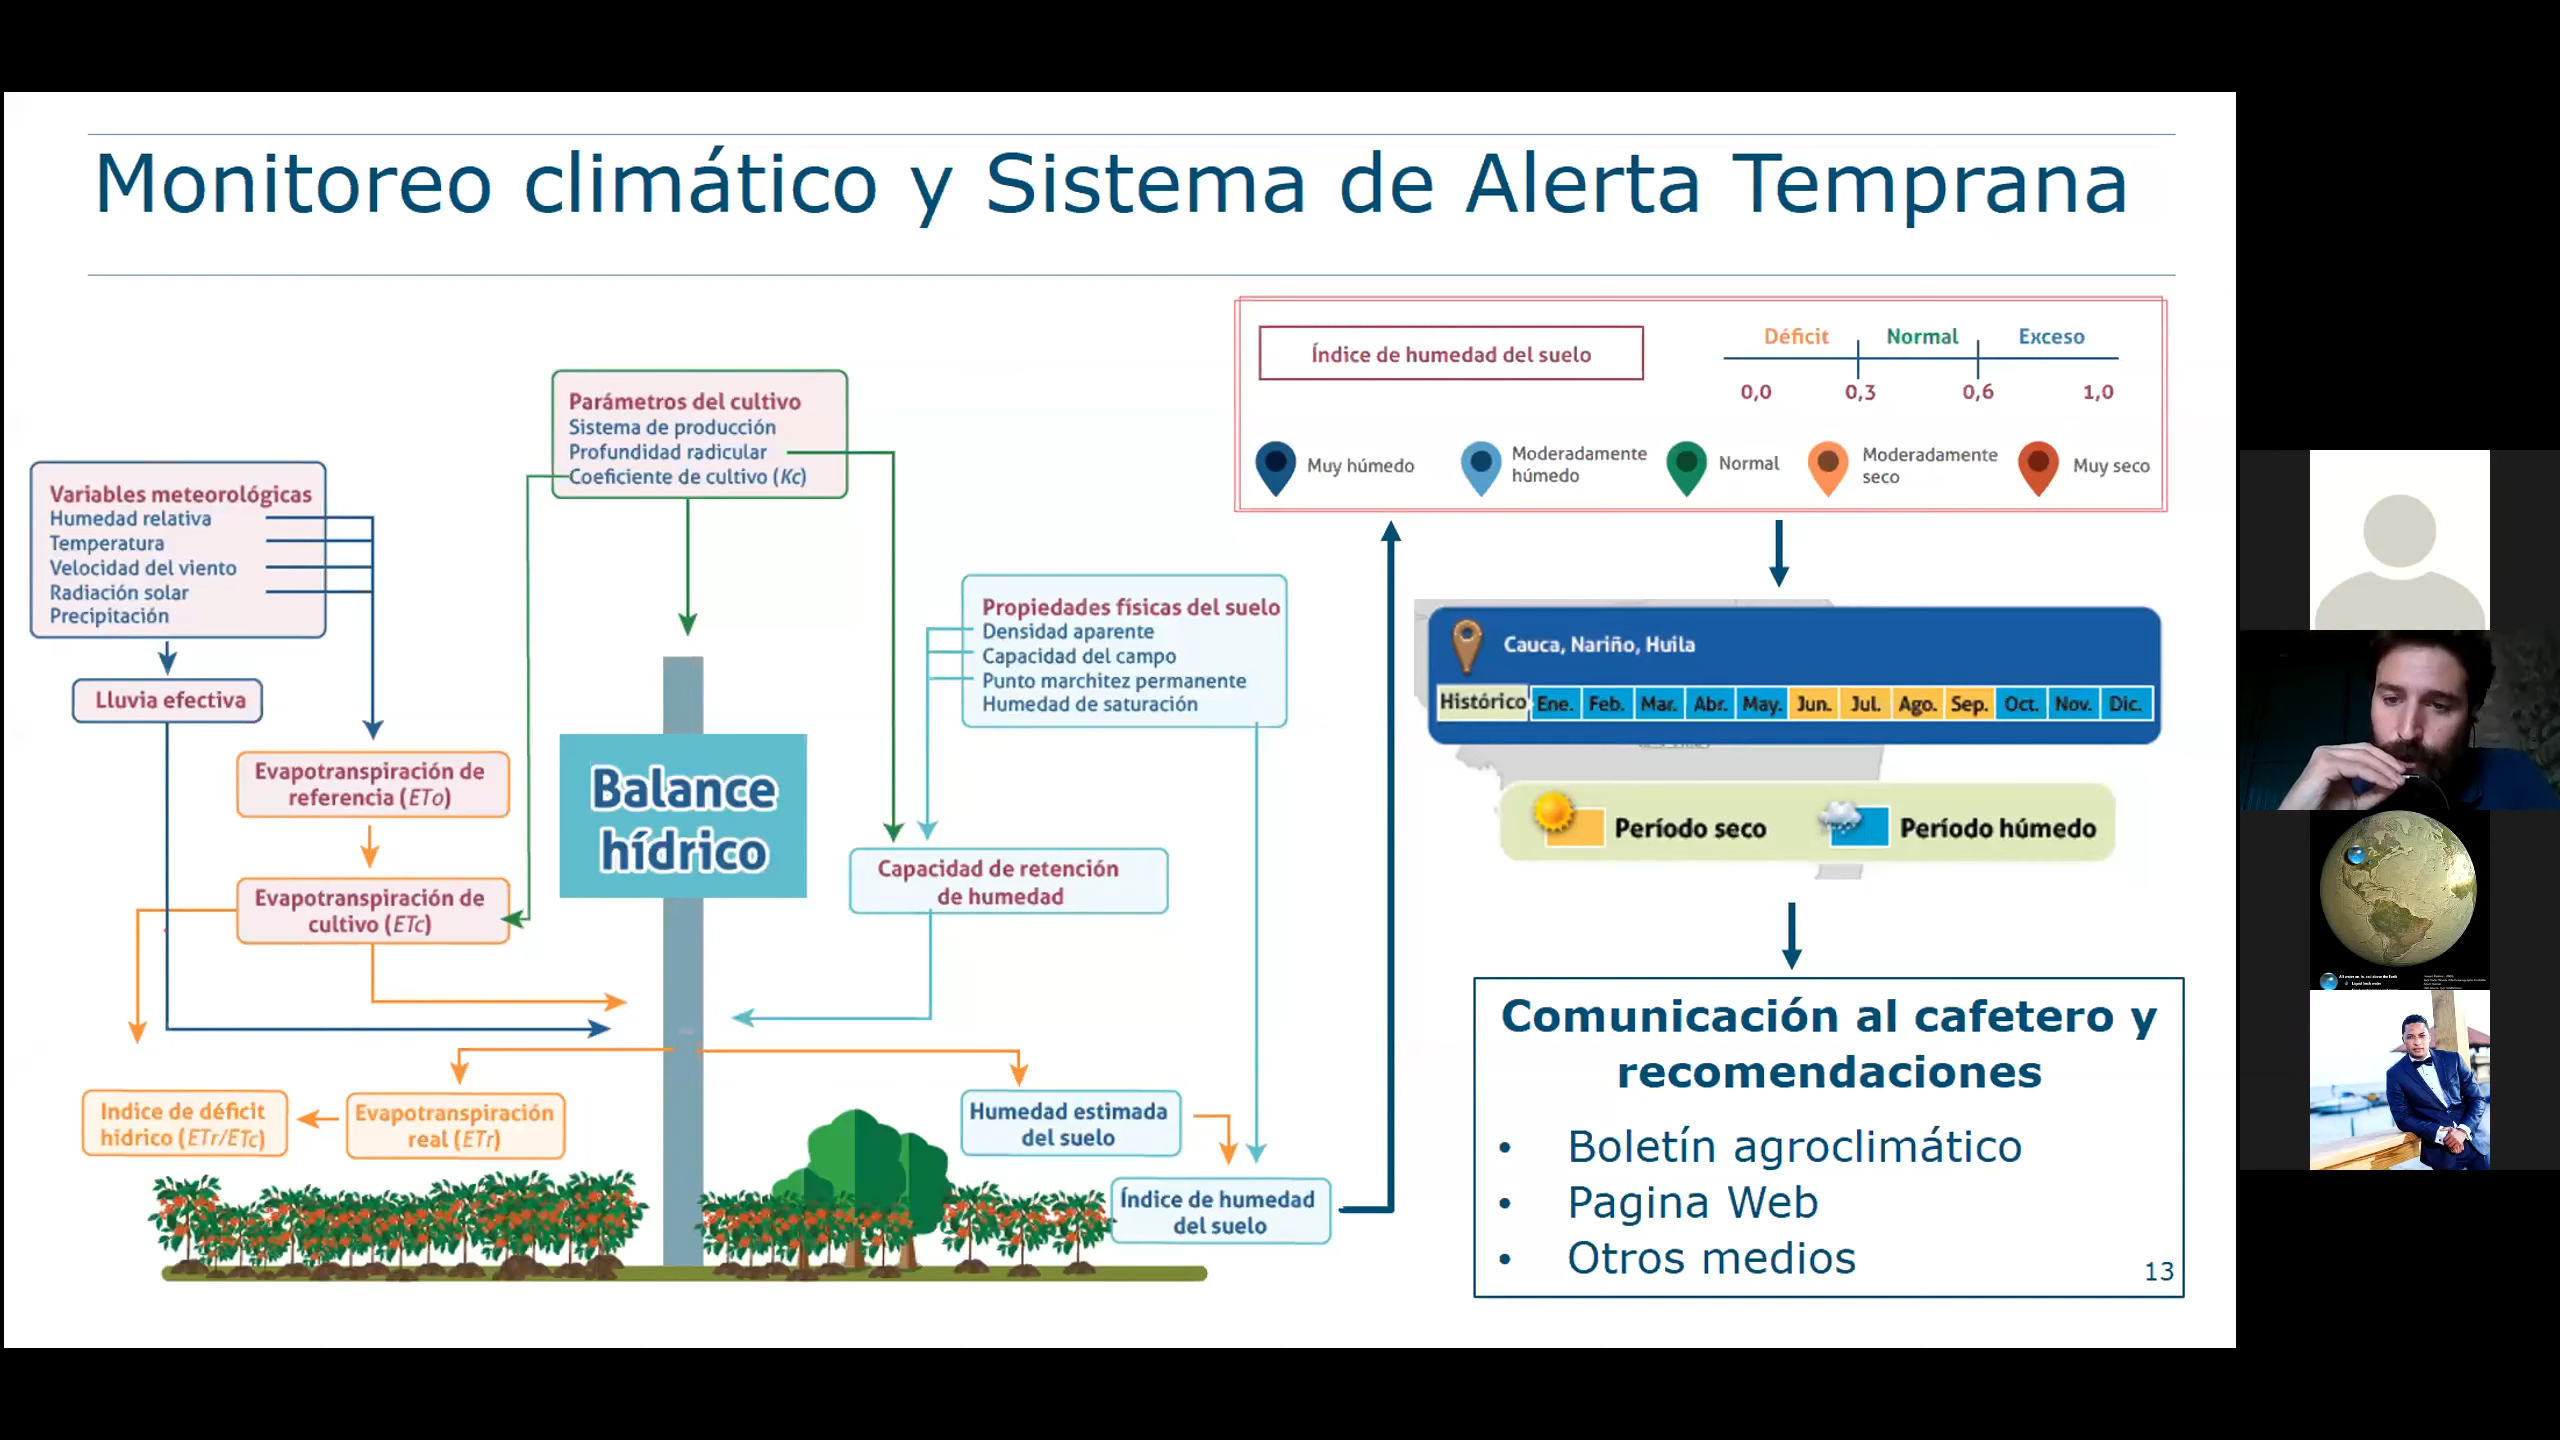 Monitoreo climático y Sistema de Alerta Temprana
Variables meteorológicas
Humedad relativa
Temperatura
Velocidad del viento
Radiación solar
Precipitación
Lluvia efectiva
Evapotranspiración de
referencia (ETo)
Evapotranspiración de
cultivo (ETc)
Indice de déficit
hídrico (ETr/ETc)
Evapotranspiración
real (ETr)
Parámetros del cultivo
Sistema de producción
Profundidad radicular
Coeficiente de cultivo (Kc)
Balance
hídrico
Propiedades físicas del suelo
Densidad aparente
Capacidad del campo
Punto marchitez permanente
Humedad de saturación
Capacidad de retención
de humedad
Humedad estimada
del suelo
Índice de humedad
del suelo
Índice de humedad del suelo
Déficit Normal Exceso
0,0 0,3 0,6 1,0
Muy húmedo
Moderadamente
húmedo
Normal
Moderadamente
seco
Muy seco
Cauca, Nariño, Huila
Histórico Ene. Feb. Mar. Abr. May. Jun. Jul. Ago. Sep. Oct. Nov. Dic.
Período seco Período húmedo
Comunicación al cafetero y
recomendaciones
• Boletín agroclimático
• Pagina Web
• Otros medios
13